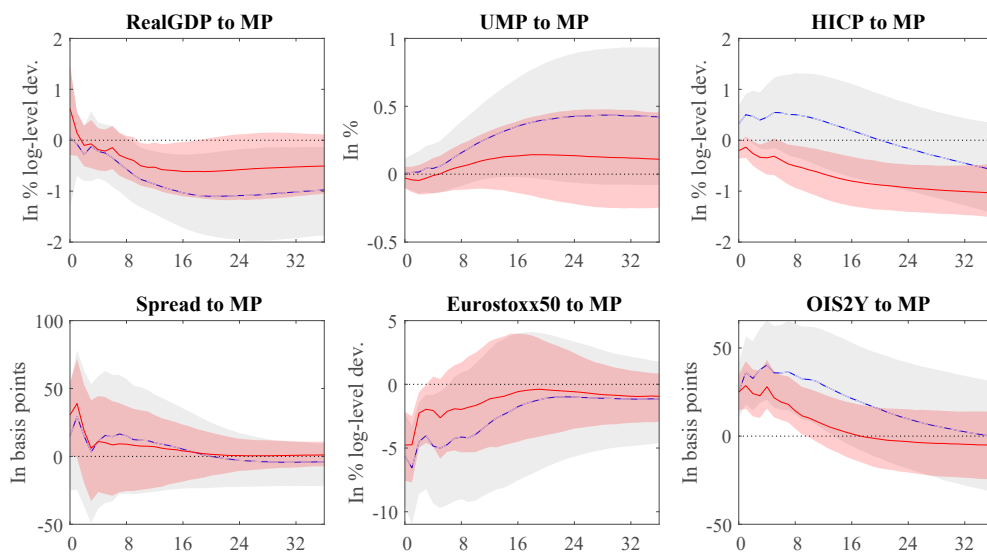 RealGDP to MP
UMP to MP
HICP to MP
In % log-level dev.
2
1
0
-1
-2
0 8 16 24 32
In %
1
0.5
0
-0.5
0 8 16 24 32
In % log-level dev.
2
1
0
-1
-2
0 8 16 24 32
Spread to MP
Eurostoxx50 to MP
OIS2Y to MP
In basis points
100
50
0
-50
0 8 16 24 32
In % log-level dev.
5
0
-5
-10
0 8 16 24 32
In basis points
50
0
-50
0 8 16 24 32